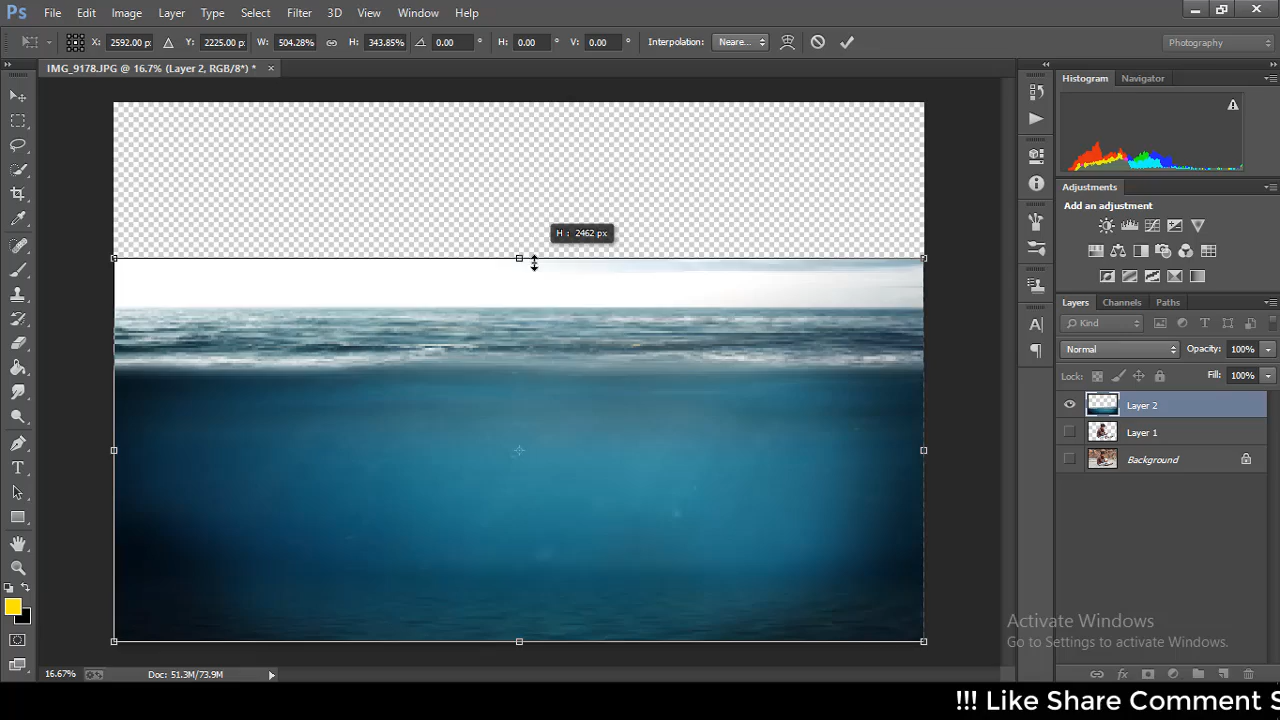 Ps File Edit Image Layer Type Select Filter 3D View Window Help
X: 2592.00 px Y: 2225.00 px W: 504.28% H: 343.85% 0.00 ° H: 0.00 ° V: 0.00 ° Interpolation: Neare... Photography
IMG_9178.JPG @ 16.7% (Layer 2, RGB/8*) * ×
Histogram Navigator
Adjustments
Add an adjustment
H : 2462 px
Layers Channels Paths
Kind
Normal Opacity: 100%
Lock: Fill: 100%
Layer 2
Layer 1
Background
Activate Windows
Go to Settings to activate Windows.
16.67% Doc: 51.3M/73.9M
!!! Like Share Comment S